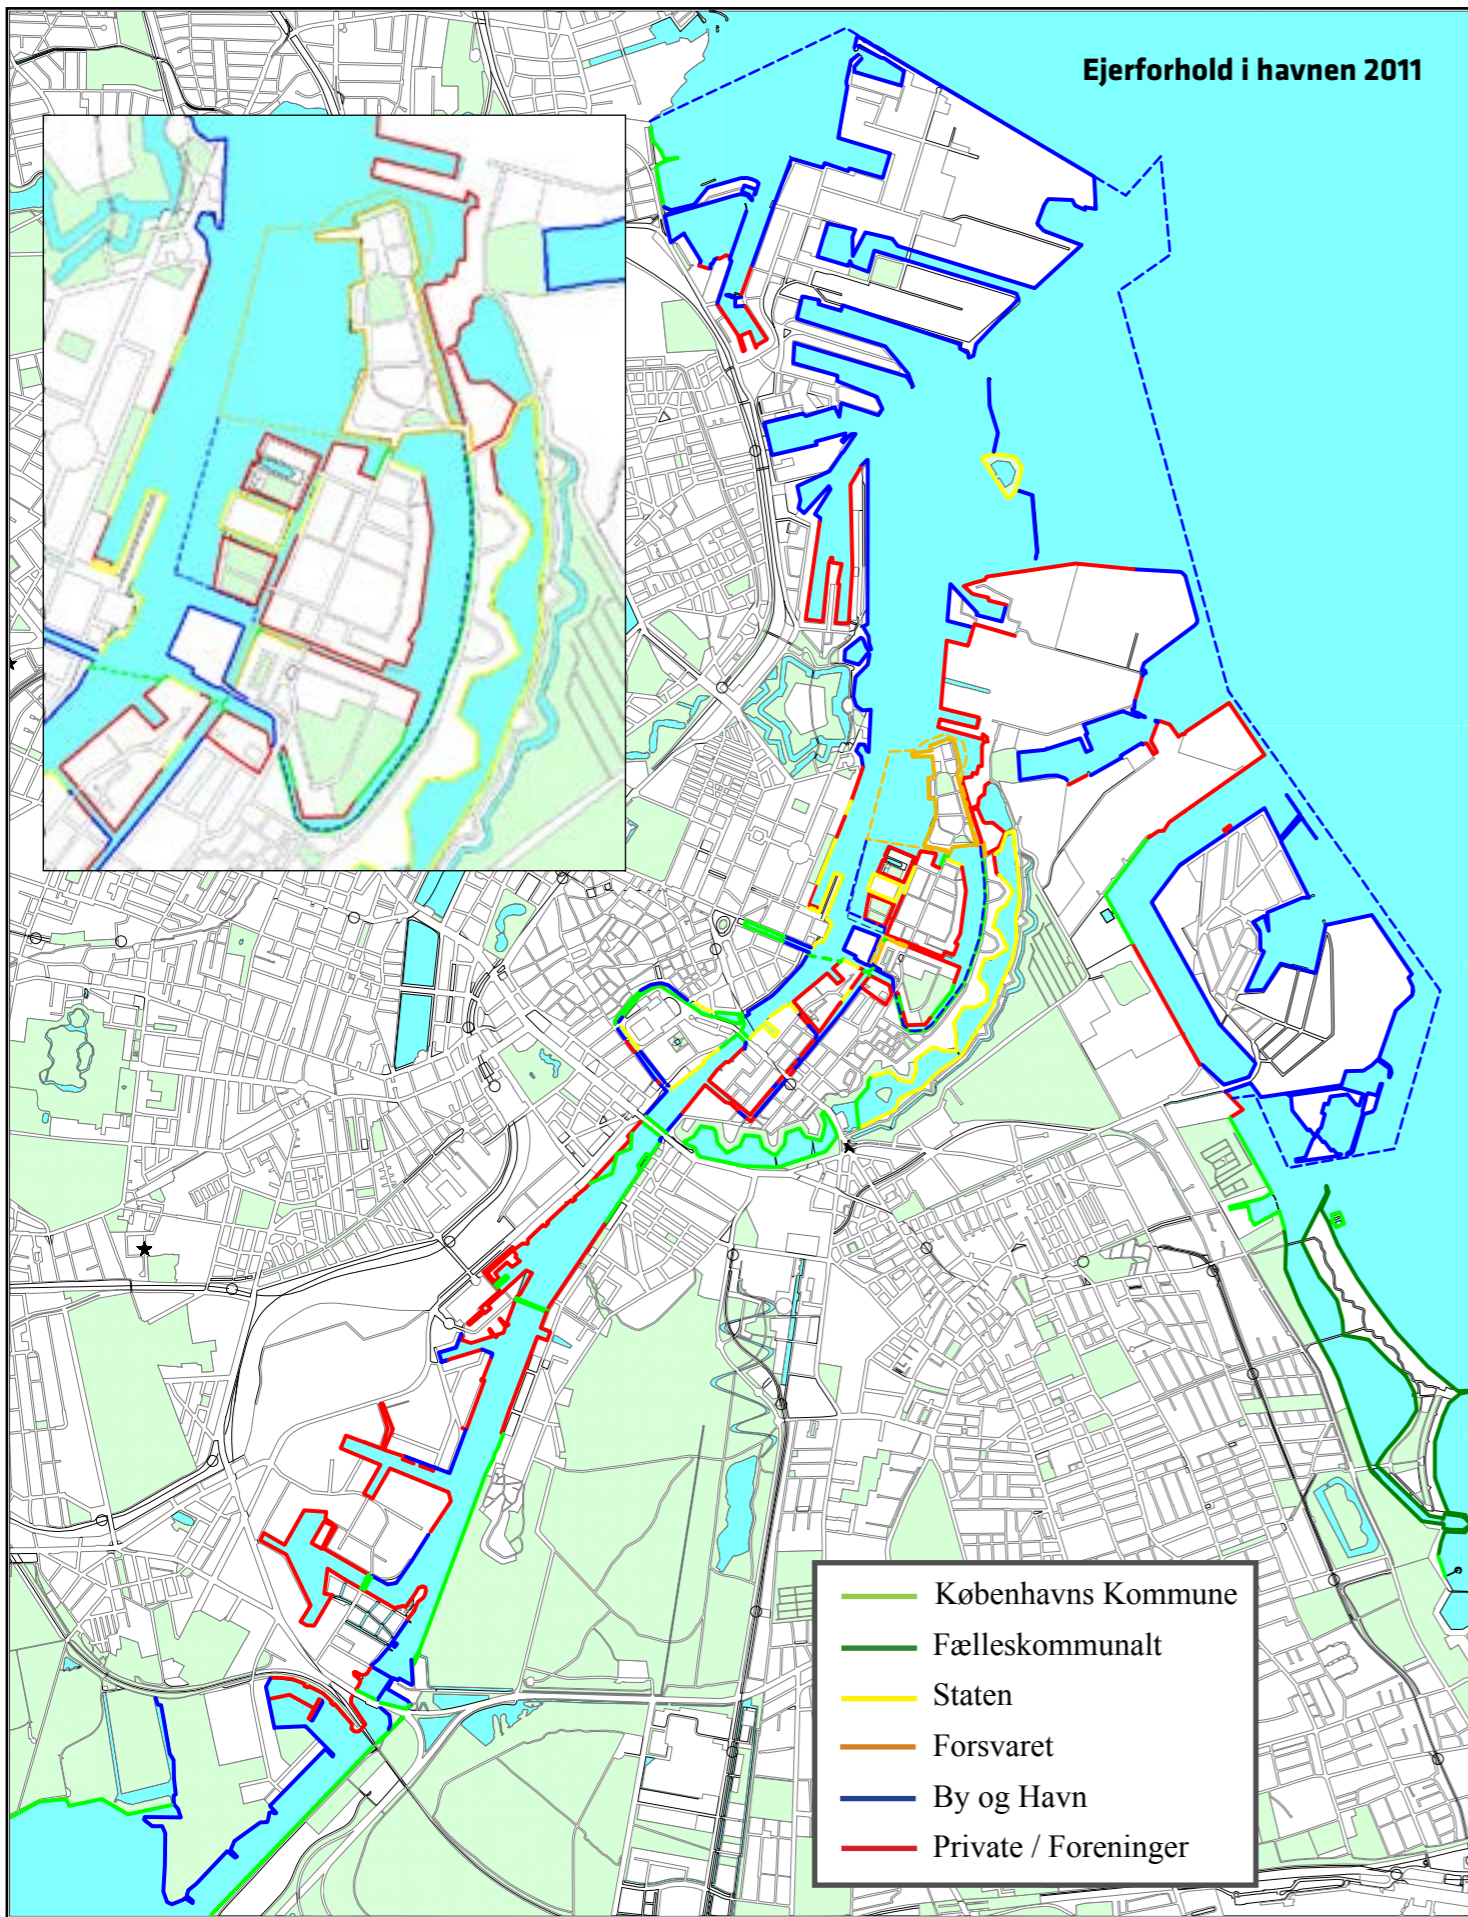 Ejerforhold i havnen 2011
Københavns Kommune
Fælleskommunalt
Staten
Forsvaret
By og Havn
Private / Foreninger